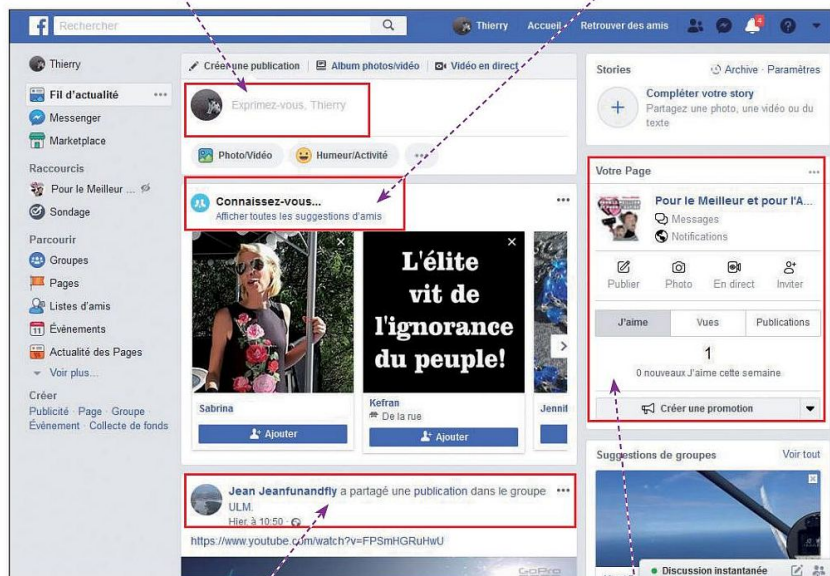 f
Rechercher
Thierry Accueil Retrouver des amis 4 ?
Thierry
Fil d'actualité
Messenger
Marketplace
Raccourcis
Pour le Meilleur ...
Sondage
Parcourir
Groupes
Pages
Listes d'amis
11 Évènements
Actualité des Pages
Voir plus...
Créer
Publicité · Page · Groupe
Évènement · Collecte de fonds
Créer une publication Album photos/vidéo Vidéo en direct
Exprimez-vous, Thierry
Photo/Vidéo Humeur/Activité ...
Connaissez-vous...
Afficher toutes les suggestions d'amis
L'élite
vit de
l'ignorance
du peuple!
Sabrina
Ajouter
Kefran
De la rue
Ajouter
Jennif
Jean Jeanfunandfly a partagé une publication dans le groupe
ULM.
Hier, à 10:50 ·
https://www.youtube.com/watch?v=FPSmHGRuHwU
GoPro
Stories Archive · Paramètres
Compléter votre story
Partagez une photo, une vidéo ou du
texte
Votre Page
Pour le Meilleur et pour l'A...
Messages
Notifications
Publier Photo En direct Inviter
J'aime Vues Publications
1
0 nouveaux J'aime cette semaine
Créer une promotion
Suggestions de groupes Voir tout
Discussion instantanée